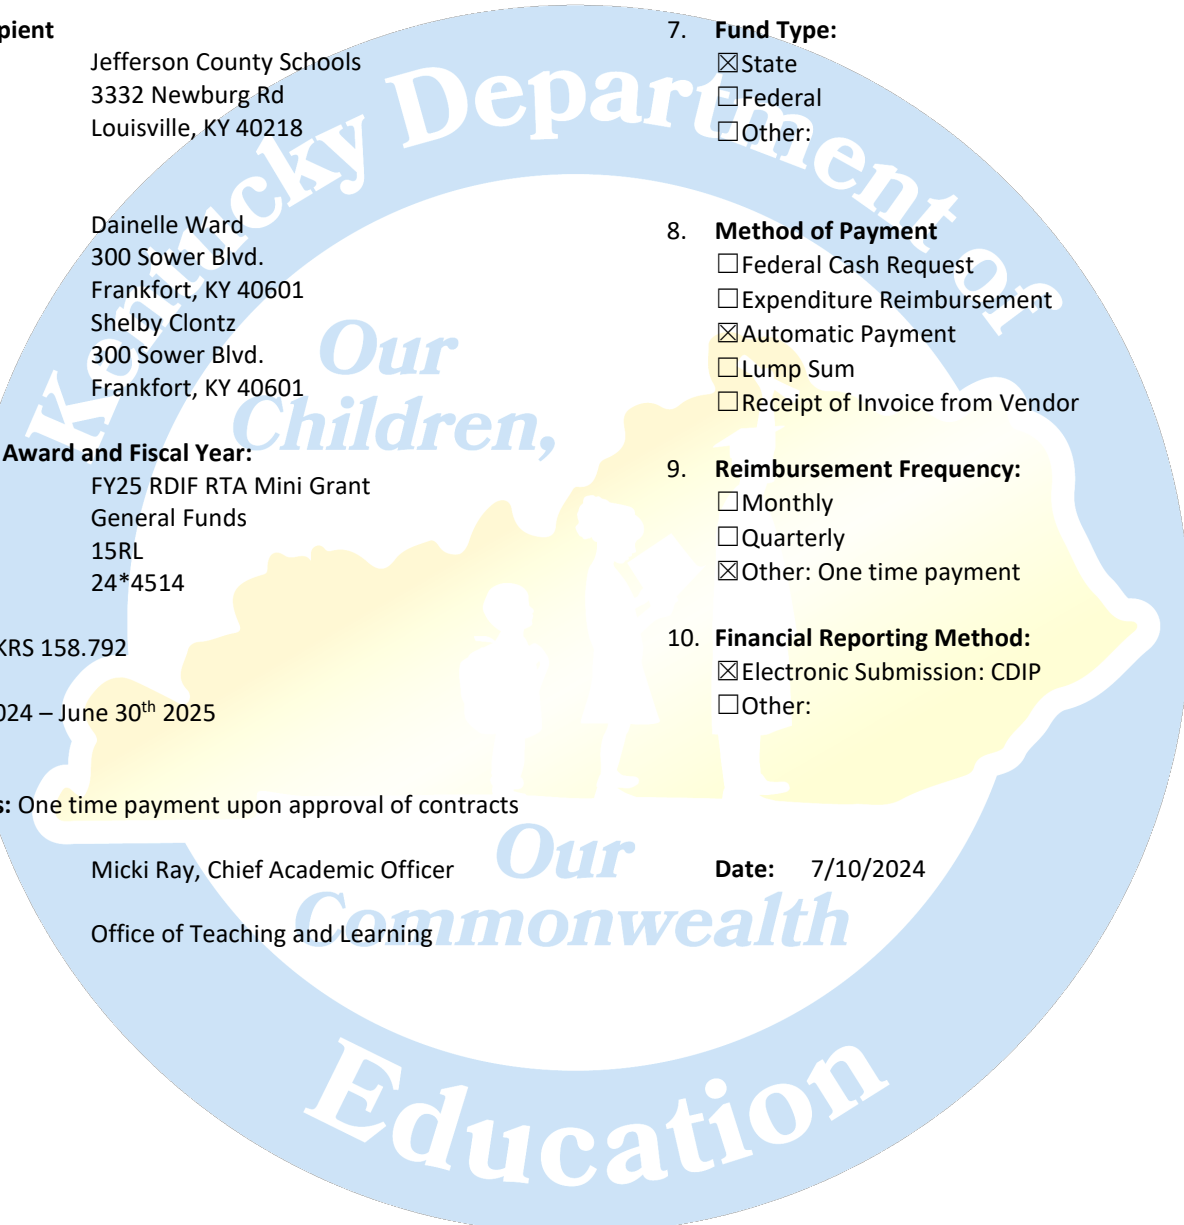 pient
Jefferson County Schools
3332 Newburg Rd
Louisville, KY 40218
Dainelle Ward
300 Sower Blvd.
Frankfort, KY 40601
Shelby Clontz
300 Sower Blvd.
Frankfort, KY 40601
Award and Fiscal Year:
FY25 RDIF RTA Mini Grant
General Funds
15RL
24*4514
KRS 158.792
024 – June 30th 2025
s: One time payment upon approval of contracts
Micki Ray, Chief Academic Officer
Office of Teaching and Learning
7. Fund Type:
☒State
☐Federal
☐Other:
8. Method of Payment
☐Federal Cash Request
☐Expenditure Reimbursement
☒Automatic Payment
☐Lump Sum
☐Receipt of Invoice from Vendor
9. Reimbursement Frequency:
☐Monthly
☐Quarterly
☒Other: One time payment
10. Financial Reporting Method:
☒Electronic Submission: CDIP
☐Other:
Date: 7/10/2024
Kentucky Department of
Education
Our
Children,
Our
Commonwealth